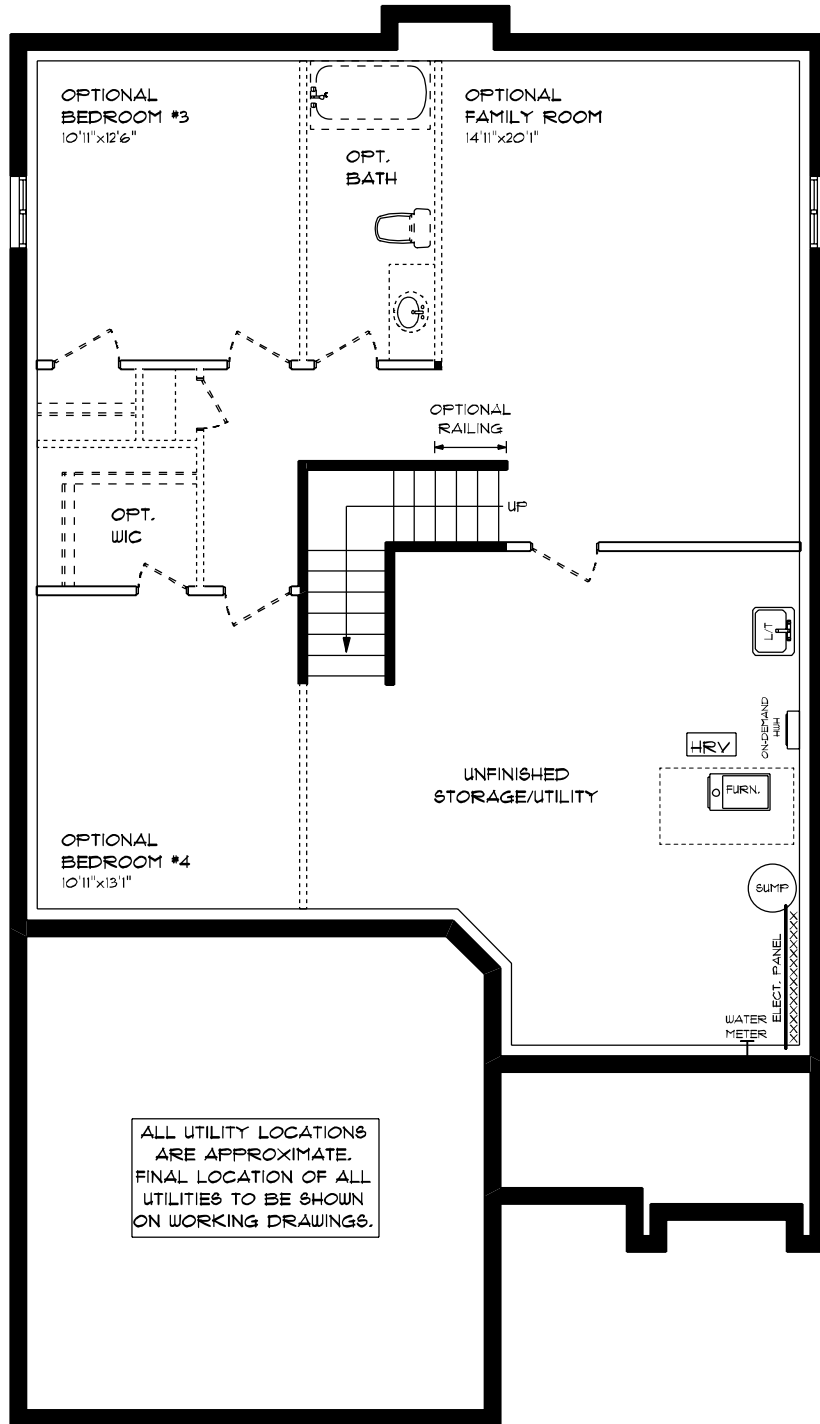 OPTIONAL
BEDROOM #3
10'11"x12'6"
OPT.
BATH
OPTIONAL
FAMILY ROOM
14'11"x20'1"
OPTIONAL
RAILING
UP
OPT.
WIC
L/T
ON-DEMAND
HWH
HRV
FURN.
UNFINISHED
STORAGE/UTILITY
OPTIONAL
BEDROOM #4
10'11"x13'1"
SUMP
ELECT. PANEL
WATER
METER
ALL UTILITY LOCATIONS
ARE APPROXIMATE.
FINAL LOCATION OF ALL
UTILITIES TO BE SHOWN
ON WORKING DRAWINGS.